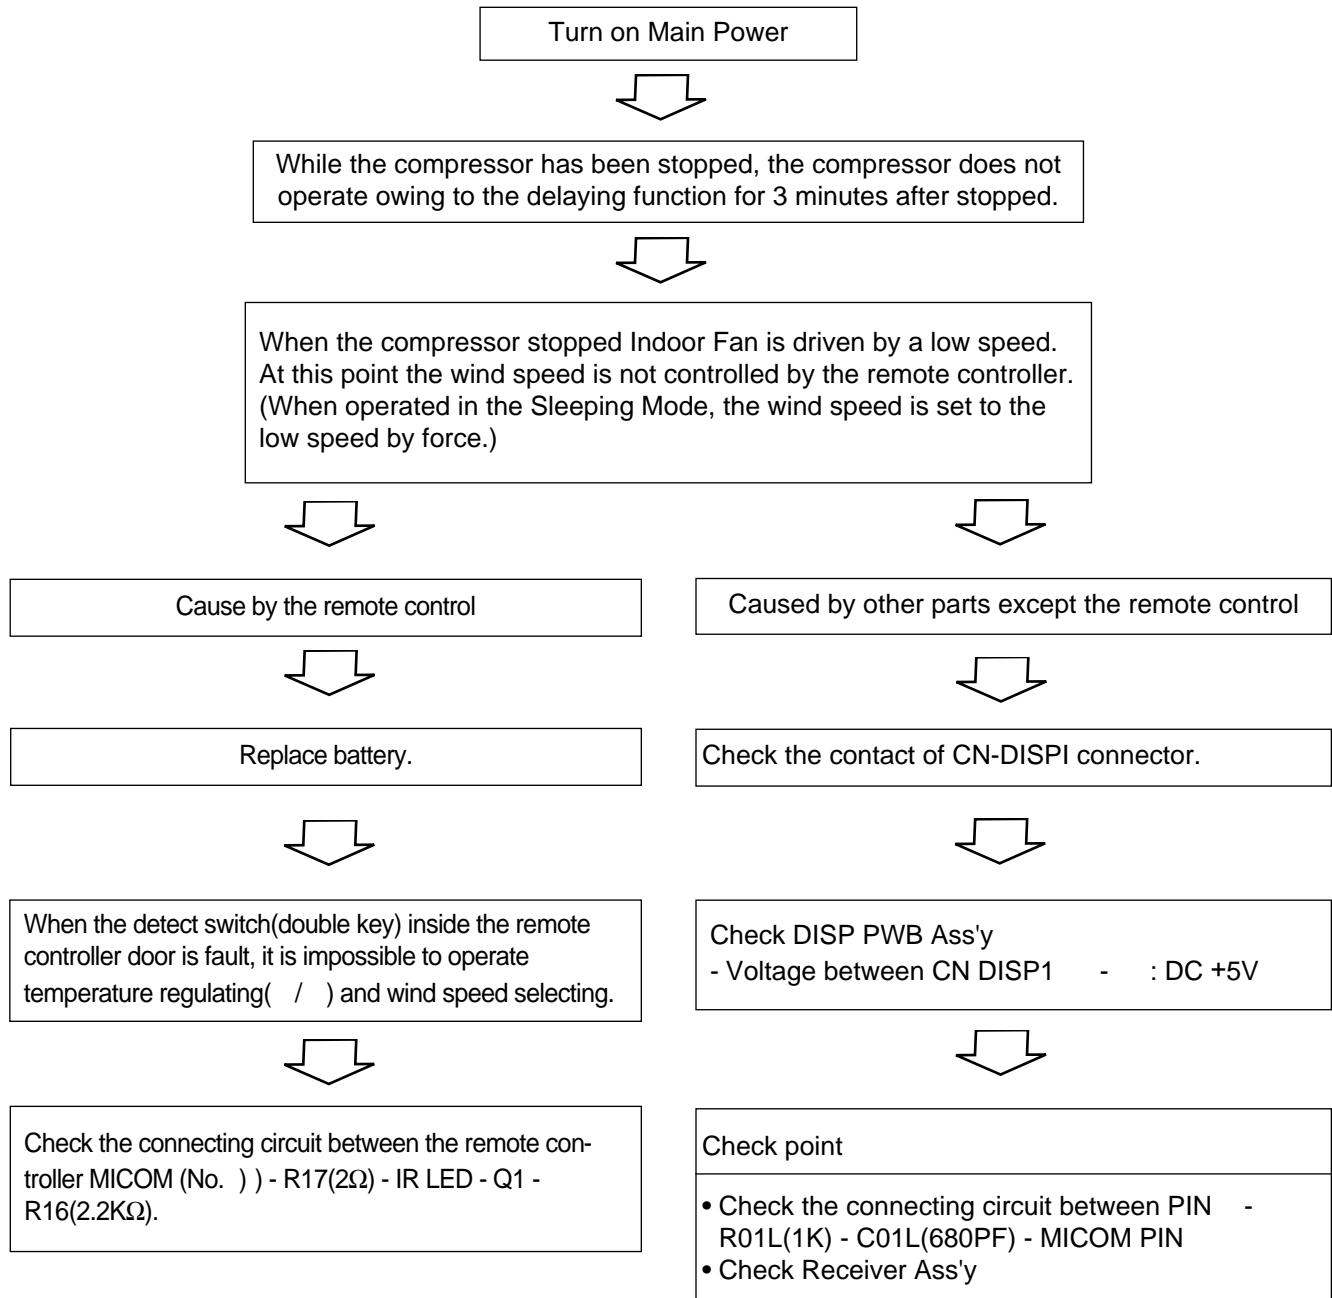 Turn on Main Power
While the compressor has been stopped, the compressor does not
operate owing to the delaying function for 3 minutes after stopped.
When the compressor stopped Indoor Fan is driven by a low speed.
At this point the wind speed is not controlled by the remote controller.
(When operated in the Sleeping Mode, the wind speed is set to the
low speed by force.)
Cause by the remote control
Replace battery.
When the detect switch(double key) inside the remote
controller door is fault, it is impossible to operate
temperature regulating(   /   ) and wind speed selecting.
Check the connecting circuit between the remote con-
troller MICOM (No.  ) ) - R17(2Ω) - IR LED - Q1 -
R16(2.2KΩ).
Caused by other parts except the remote control
Check the contact of CN-DISPI connector.
Check DISP PWB Ass'y
- Voltage between CN DISP1    -    : DC +5V
Check point
• Check the connecting circuit between PIN    -
R01L(1K) - C01L(680PF) - MICOM PIN
• Check Receiver Ass'y